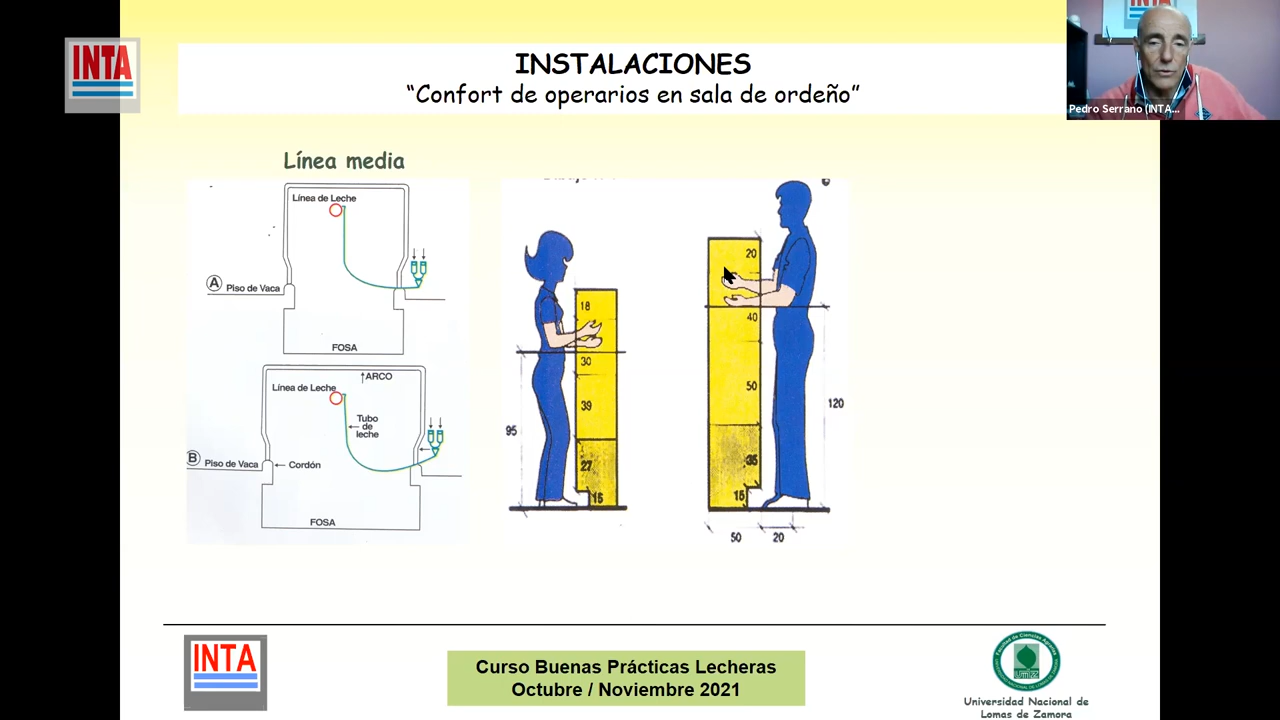 INTA
INSTALACIONES
“Confort de operarios en sala de ordeño”
Pedro Serrano (INTA...
Línea media
Línea de Leche
A
Piso de Vaca
FOSA
ARCO
Línea de Leche
Tubo
de
leche
B
Piso de Vaca
Cordón
FOSA
18
30
39
27
15
95
20
40
50
35
15
120
50
20
INTA
Curso Buenas Prácticas Lecheras
Octubre / Noviembre 2021
Universidad Nacional de
Lomas de Zamora